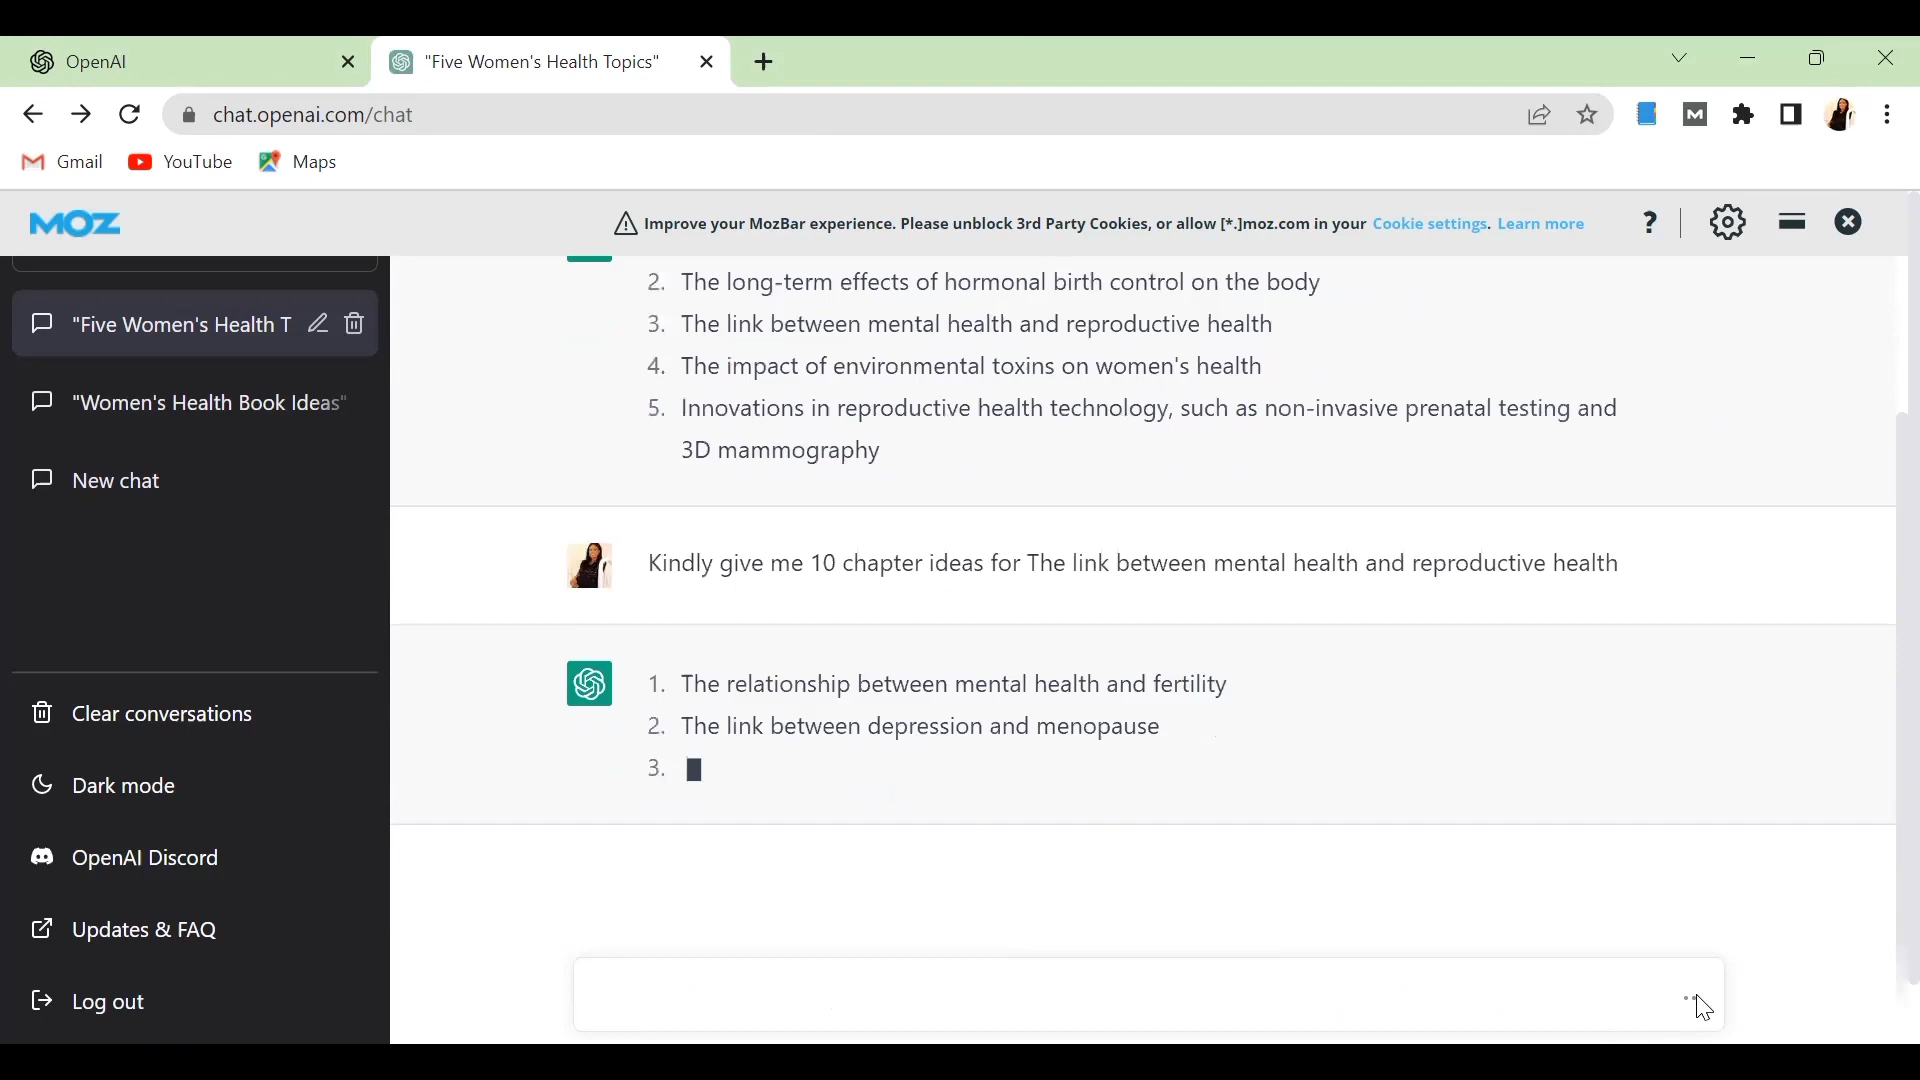 OpenAI
"Five Women's Health Topics"
chat.openai.com/chat
M
Gmail
YouTube
Maps
MOZ
Improve your MozBar experience. Please unblock 3rd Party Cookies, or allow [*.]moz.com in your Cookie settings. Learn more
?
"Five Women's Health T
"Women's Health Book Ideas"
New chat
Clear conversations
Dark mode
OpenAI Discord
Updates & FAQ
Log out
2. The long-term effects of hormonal birth control on the body
3. The link between mental health and reproductive health
4. The impact of environmental toxins on women's health
5. Innovations in reproductive health technology, such as non-invasive prenatal testing and
3D mammography
Kindly give me 10 chapter ideas for The link between mental health and reproductive health
1. The relationship between mental health and fertility
2. The link between depression and menopause
3.